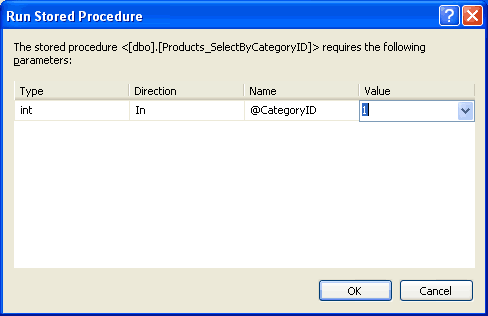 Run Stored Procedure
The stored procedure <[dbo].[Products_SelectByCategoryID]> requires the following
parameters:
Type Direction Name Value
int In @CategoryID 1
OK Cancel